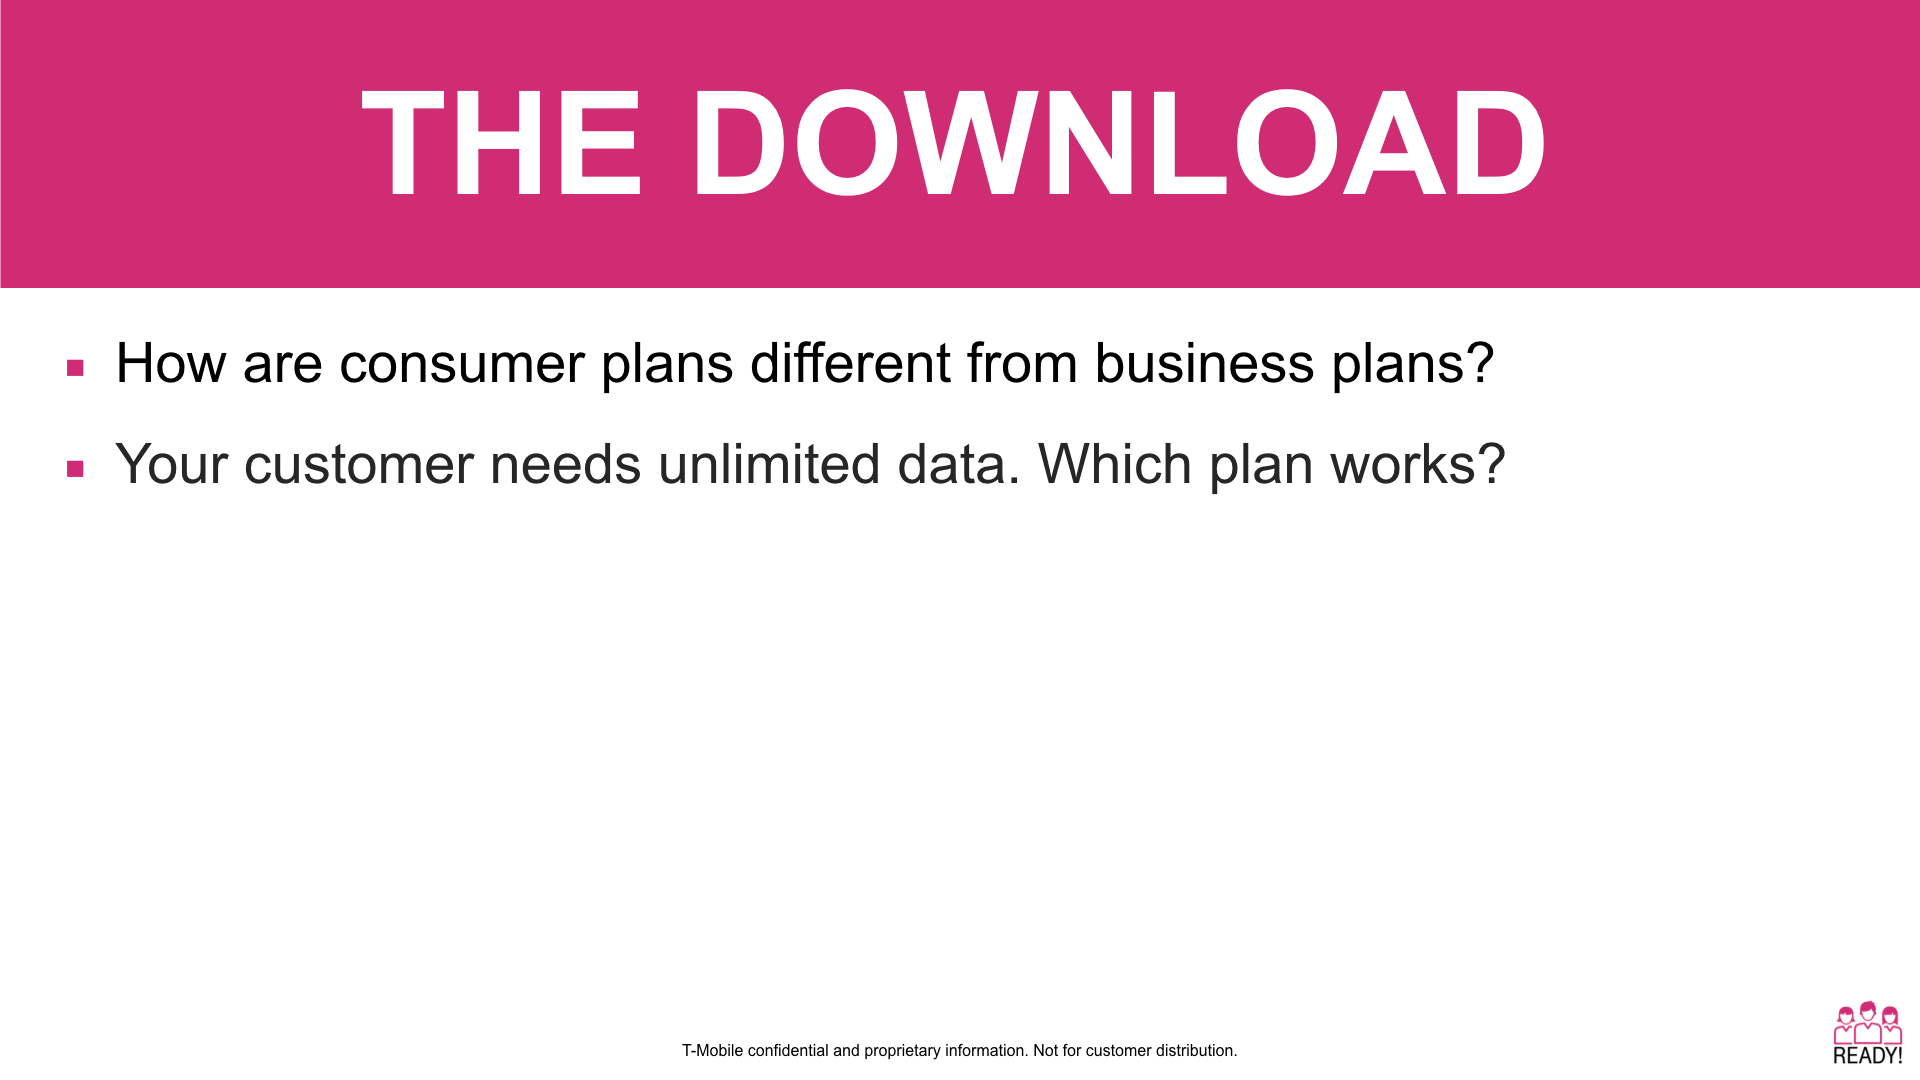 THE DOWNLOAD
How are consumer plans different from business plans?
Your customer needs unlimited data. Which plan works?
T-Mobile confidential and proprietary information. Not for customer distribution.
READY!